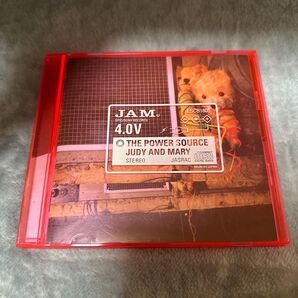 JAM
EPIC/SONY RECORDS
4.0V
THE POWER SOURCE
JUDY AND MARY
STEREO JASRAC